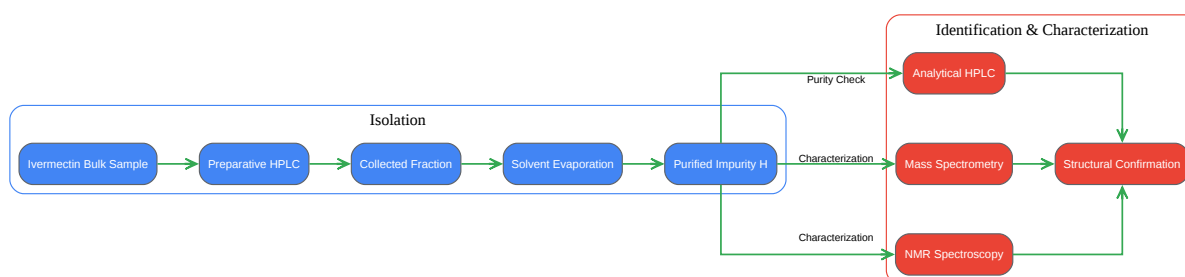 Identification & Characterization
Analytical HPLC
Purity Check
Isolation
Ivermectin Bulk Sample
Preparative HPLC
Collected Fraction
Solvent Evaporation
Purified Impurity H
Characterization
Mass Spectrometry
Structural Confirmation
Characterization
NMR Spectroscopy